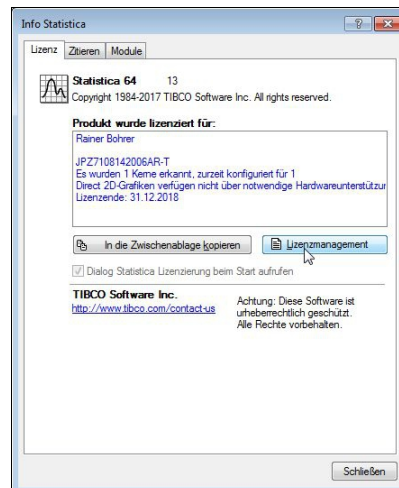 Info Statistica
Lizenz Zitieren Module
Statistica 64 13
Copyright 1984-2017 TIBCO Software Inc. All rights reserved.
Produkt wurde lizenziert für:
Rainer Bohrer
JPZ7108142006AR-T
Es wurden 1 Kerne erkannt, zurzeit konfiguriert für 1
Direct 2D-Grafiken verfügen nicht über notwendige Hardwareunterstützur
Lizenzende: 31.12.2018
In die Zwischenablage kopieren Lizenzmanagement
Dialog Statistica Lizenzierung beim Start aufrufen
TIBCO Software Inc.
http://www.tibco.com/contact-us
Achtung: Diese Software ist
urheberrechtlich geschützt.
Alle Rechte vorbehalten.
Schließen